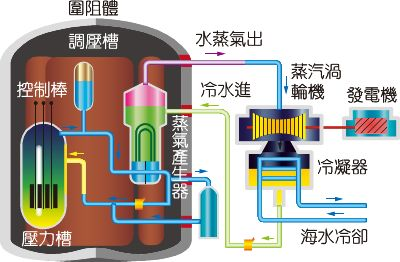 圍阻體
調壓槽
控制棒
壓力槽
蒸氣產生器
水蒸氣出
冷水進
蒸汽渦
輪機
發電機
冷凝器
海水冷卻